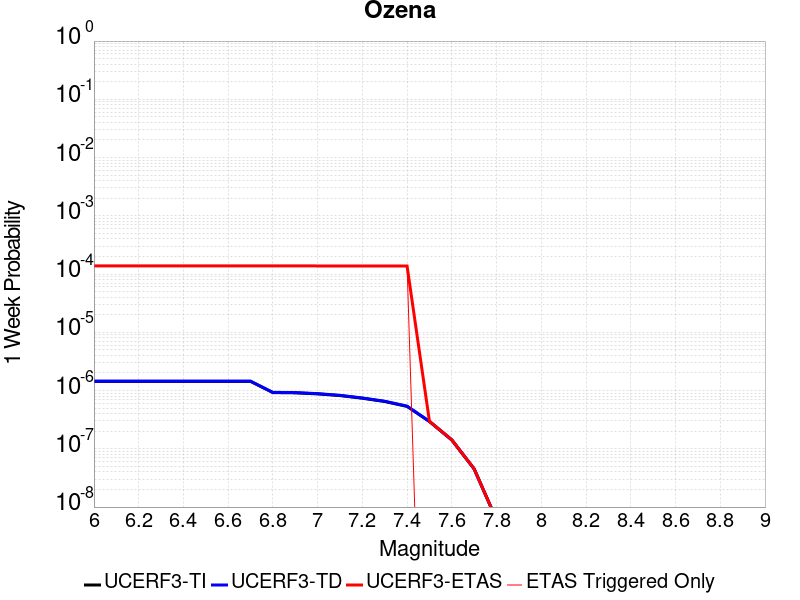 Ozena
10^0
10^-1
10^-2
10^-3
10^-4
10^-5
10^-6
10^-7
10^-8
1 Week Probability
6 6.2 6.4 6.6 6.8 7 7.2 7.4 7.6 7.8 8 8.2 8.4 8.6 8.8 9
Magnitude
UCERF3-TI UCERF3-TD UCERF3-ETAS ETAS Triggered Only